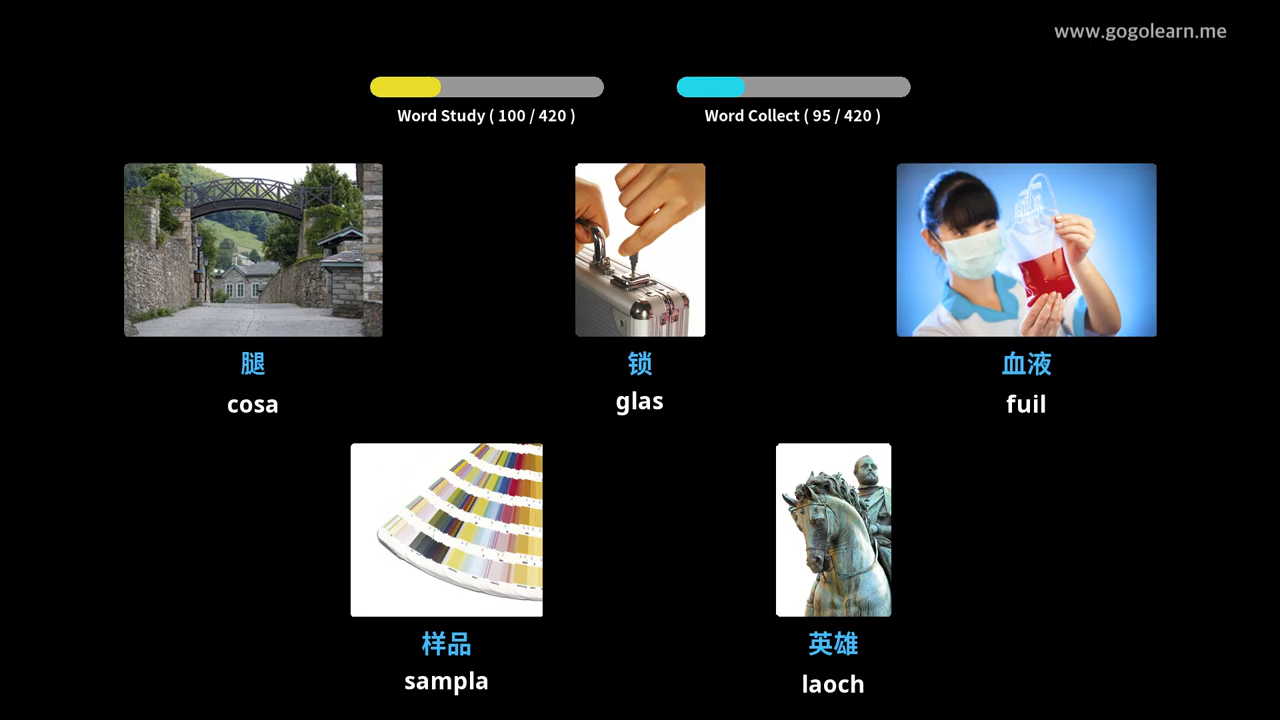 www.gogolearn.me
Word Study ( 100 / 420 )
Word Collect ( 95 / 420 )
腿
锁
血液
cosa
glas
fuil
样品
英雄
sampla
laoch